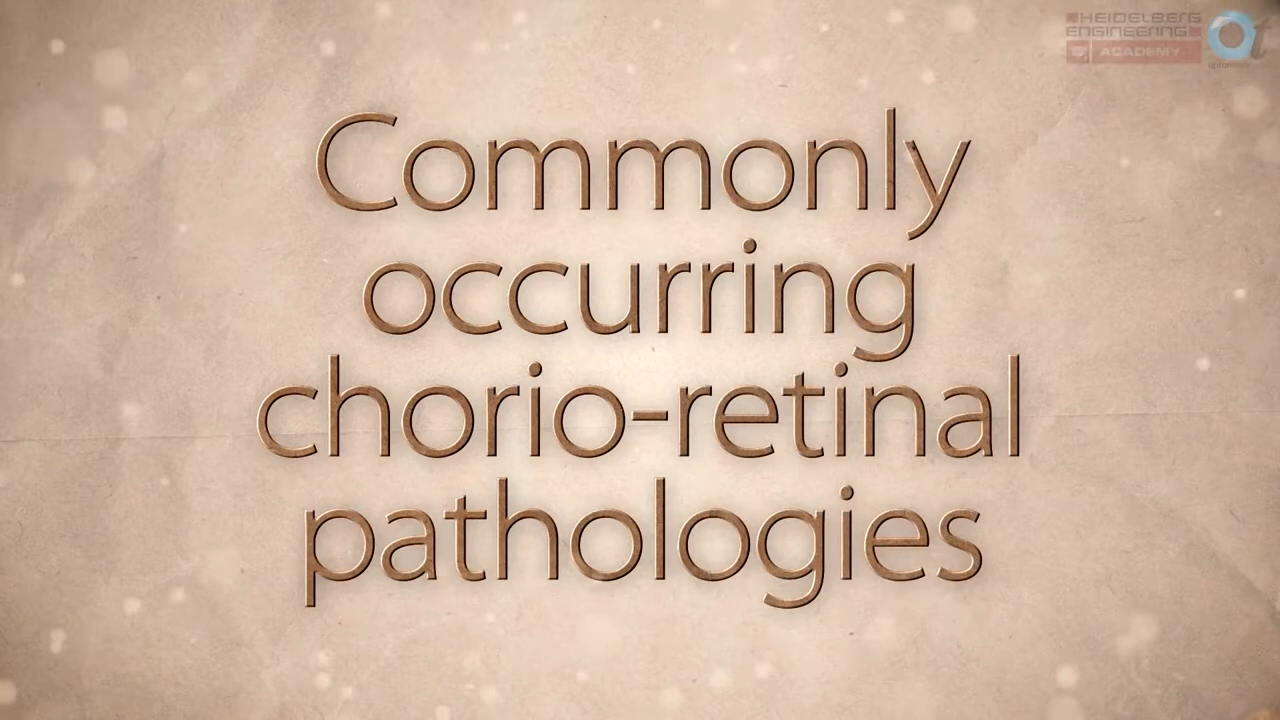 HEIDELBERG
ENGINEERING
ACADEMY
Commonly
occurring
chorio-retinal
pathologies